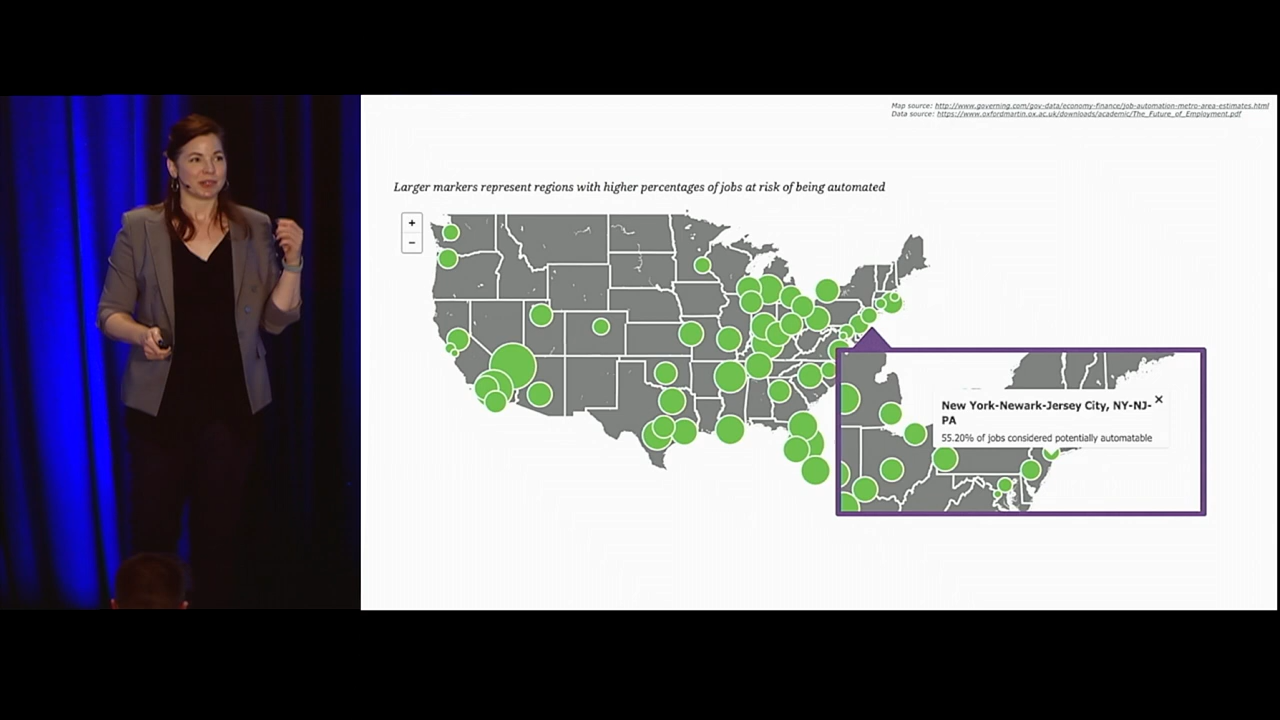 Map source: http://www.governing.com/gov-data/economy-finance/job-automation-metro-area-estimates.html
Data source: https://www.oxfordmartin.ox.ac.uk/downloads/academic/The_Future_of_Employment.pdf
Larger markers represent regions with higher percentages of jobs at risk of being automated
+
−
New York-Newark-Jersey City, NY-NJ-
PA
55.20% of jobs considered potentially automatable